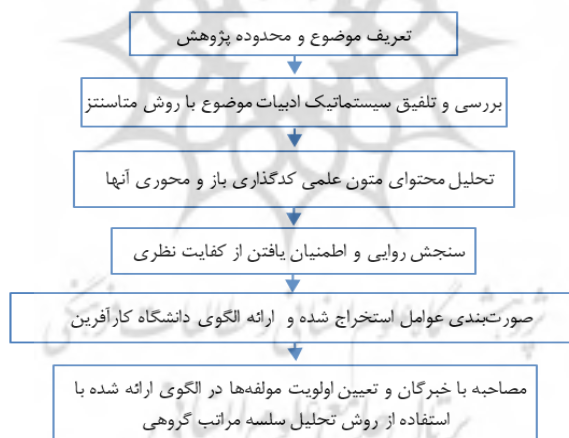 تعریف موضوع و محدوده پژوهش
بررسی و تلفیق سیستماتیک ادبیات موضوع با روش متاسنتز
تحلیل محتوای متون علمی کدگذاری باز و محوری آنها
سنجش روایی و اطمنیان یافتن از کفایت نظری
صورت‌بندی عوامل استخراج شده و ارائه الگوی دانشگاه کارآفرین
مصاحبه با خبرگان و تعیین اولویت مولفه‌ها در الگوی ارائه شده با
استفاده از روش تحلیل سلسه مراتب گروهی